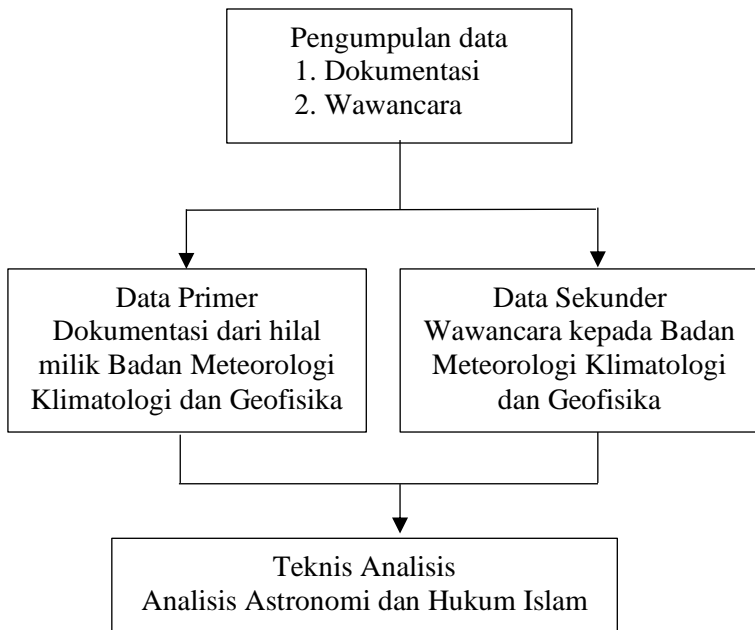 Pengumpulan data
1. Dokumentasi
2. Wawancara
Data Primer
Dokumentasi dari hilal
milik Badan Meteorologi
Klimatologi dan Geofisika
Data Sekunder
Wawancara kepada Badan
Meteorologi Klimatologi
dan Geofisika
Teknis Analisis
Analisis Astronomi dan Hukum Islam